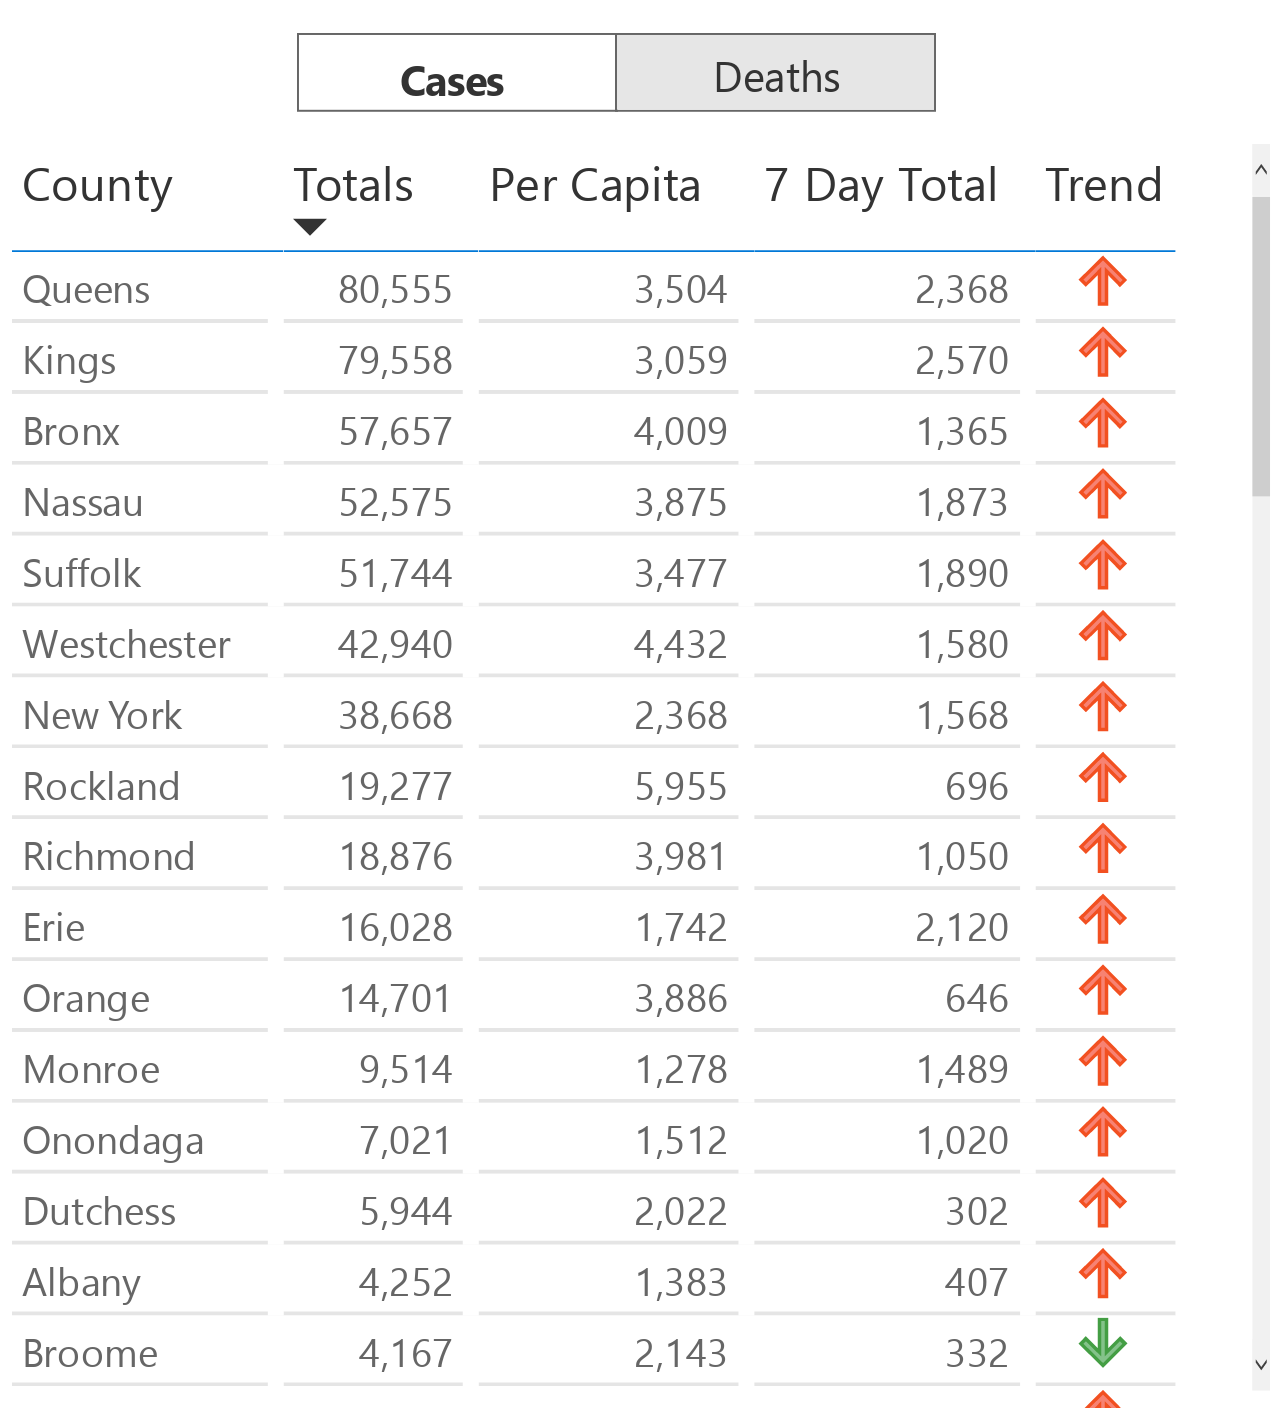 Cases Deaths
County Totals Per Capita 7 Day Total Trend
Queens 80,555 3,504 2,368
Kings 79,558 3,059 2,570
Bronx 57,657 4,009 1,365
Nassau 52,575 3,875 1,873
Suffolk 51,744 3,477 1,890
Westchester 42,940 4,432 1,580
New York 38,668 2,368 1,568
Rockland 19,277 5,955 696
Richmond 18,876 3,981 1,050
Erie 16,028 1,742 2,120
Orange 14,701 3,886 646
Monroe 9,514 1,278 1,489
Onondaga 7,021 1,512 1,020
Dutchess 5,944 2,022 302
Albany 4,252 1,383 407
Broome 4,167 2,143 332